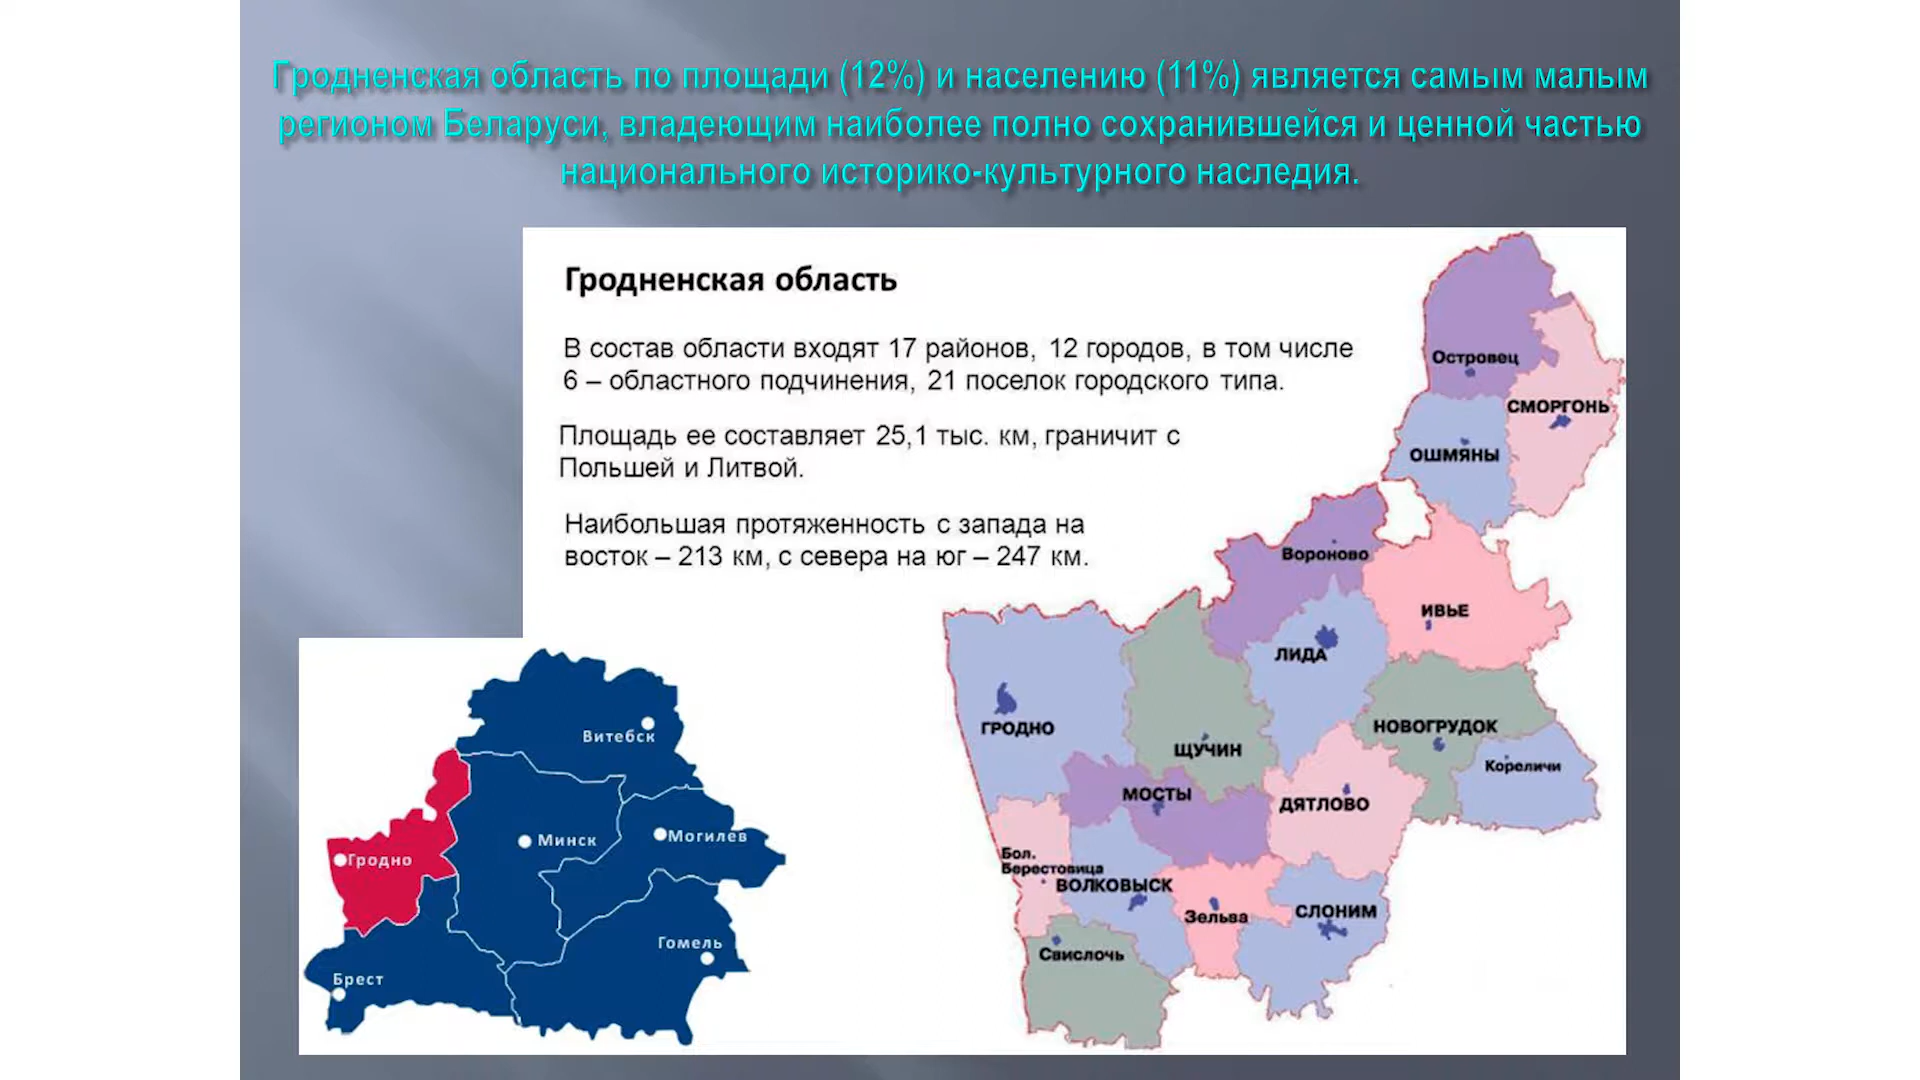 Гродненская область по площади (12%) и населению (11%) является самым малым
регионом Беларуси, владеющим наиболее полно сохранившейся и ценной частью
национального историко-культурного наследия.
Гродненская область
В состав области входят 17 районов, 12 городов, в том числе
6 – областного подчинения, 21 поселок городского типа.
Площадь ее составляет 25,1 тыс. км, граничит с
Польшей и Литвой.
Наибольшая протяженность с запада на
восток – 213 км, с севера на юг – 247 км.
Островец
СМОРГОНЬ
ОШМЯНЫ
Вороново
ИВЬЕ
ЛИДА
ГРОДНО
ЩУЧИН
НОВОГРУДОК
Кореличи
МОСТЫ
ДЯТЛОВО
Бол.
Берестовица
ВОЛКОВЫСК
Зельва
СЛОНИМ
Свислочь
Витебск
Минск
Могилев
Гродно
Гомель
Брест